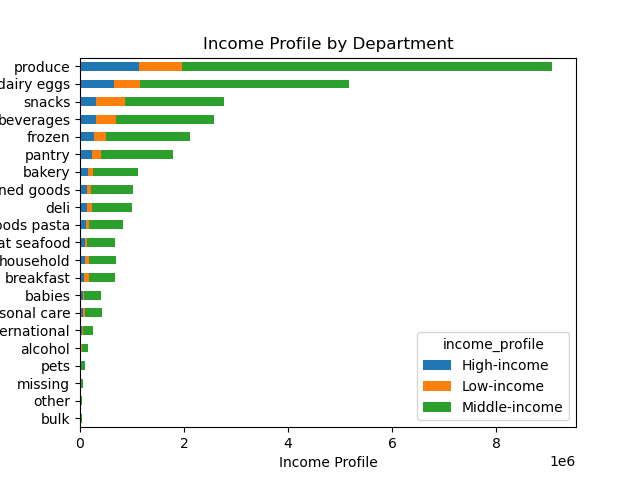 Income Profile by Department
produce
dairy eggs
snacks
beverages
frozen
pantry
bakery
ned goods
deli
ods pasta
at seafood
household
breakfast
babies
sonal care
ernational
alcohol
pets
missing
other
bulk
income_profile
High-income
Low-income
Middle-income
0 2 4 6 8
1e6
Income Profile